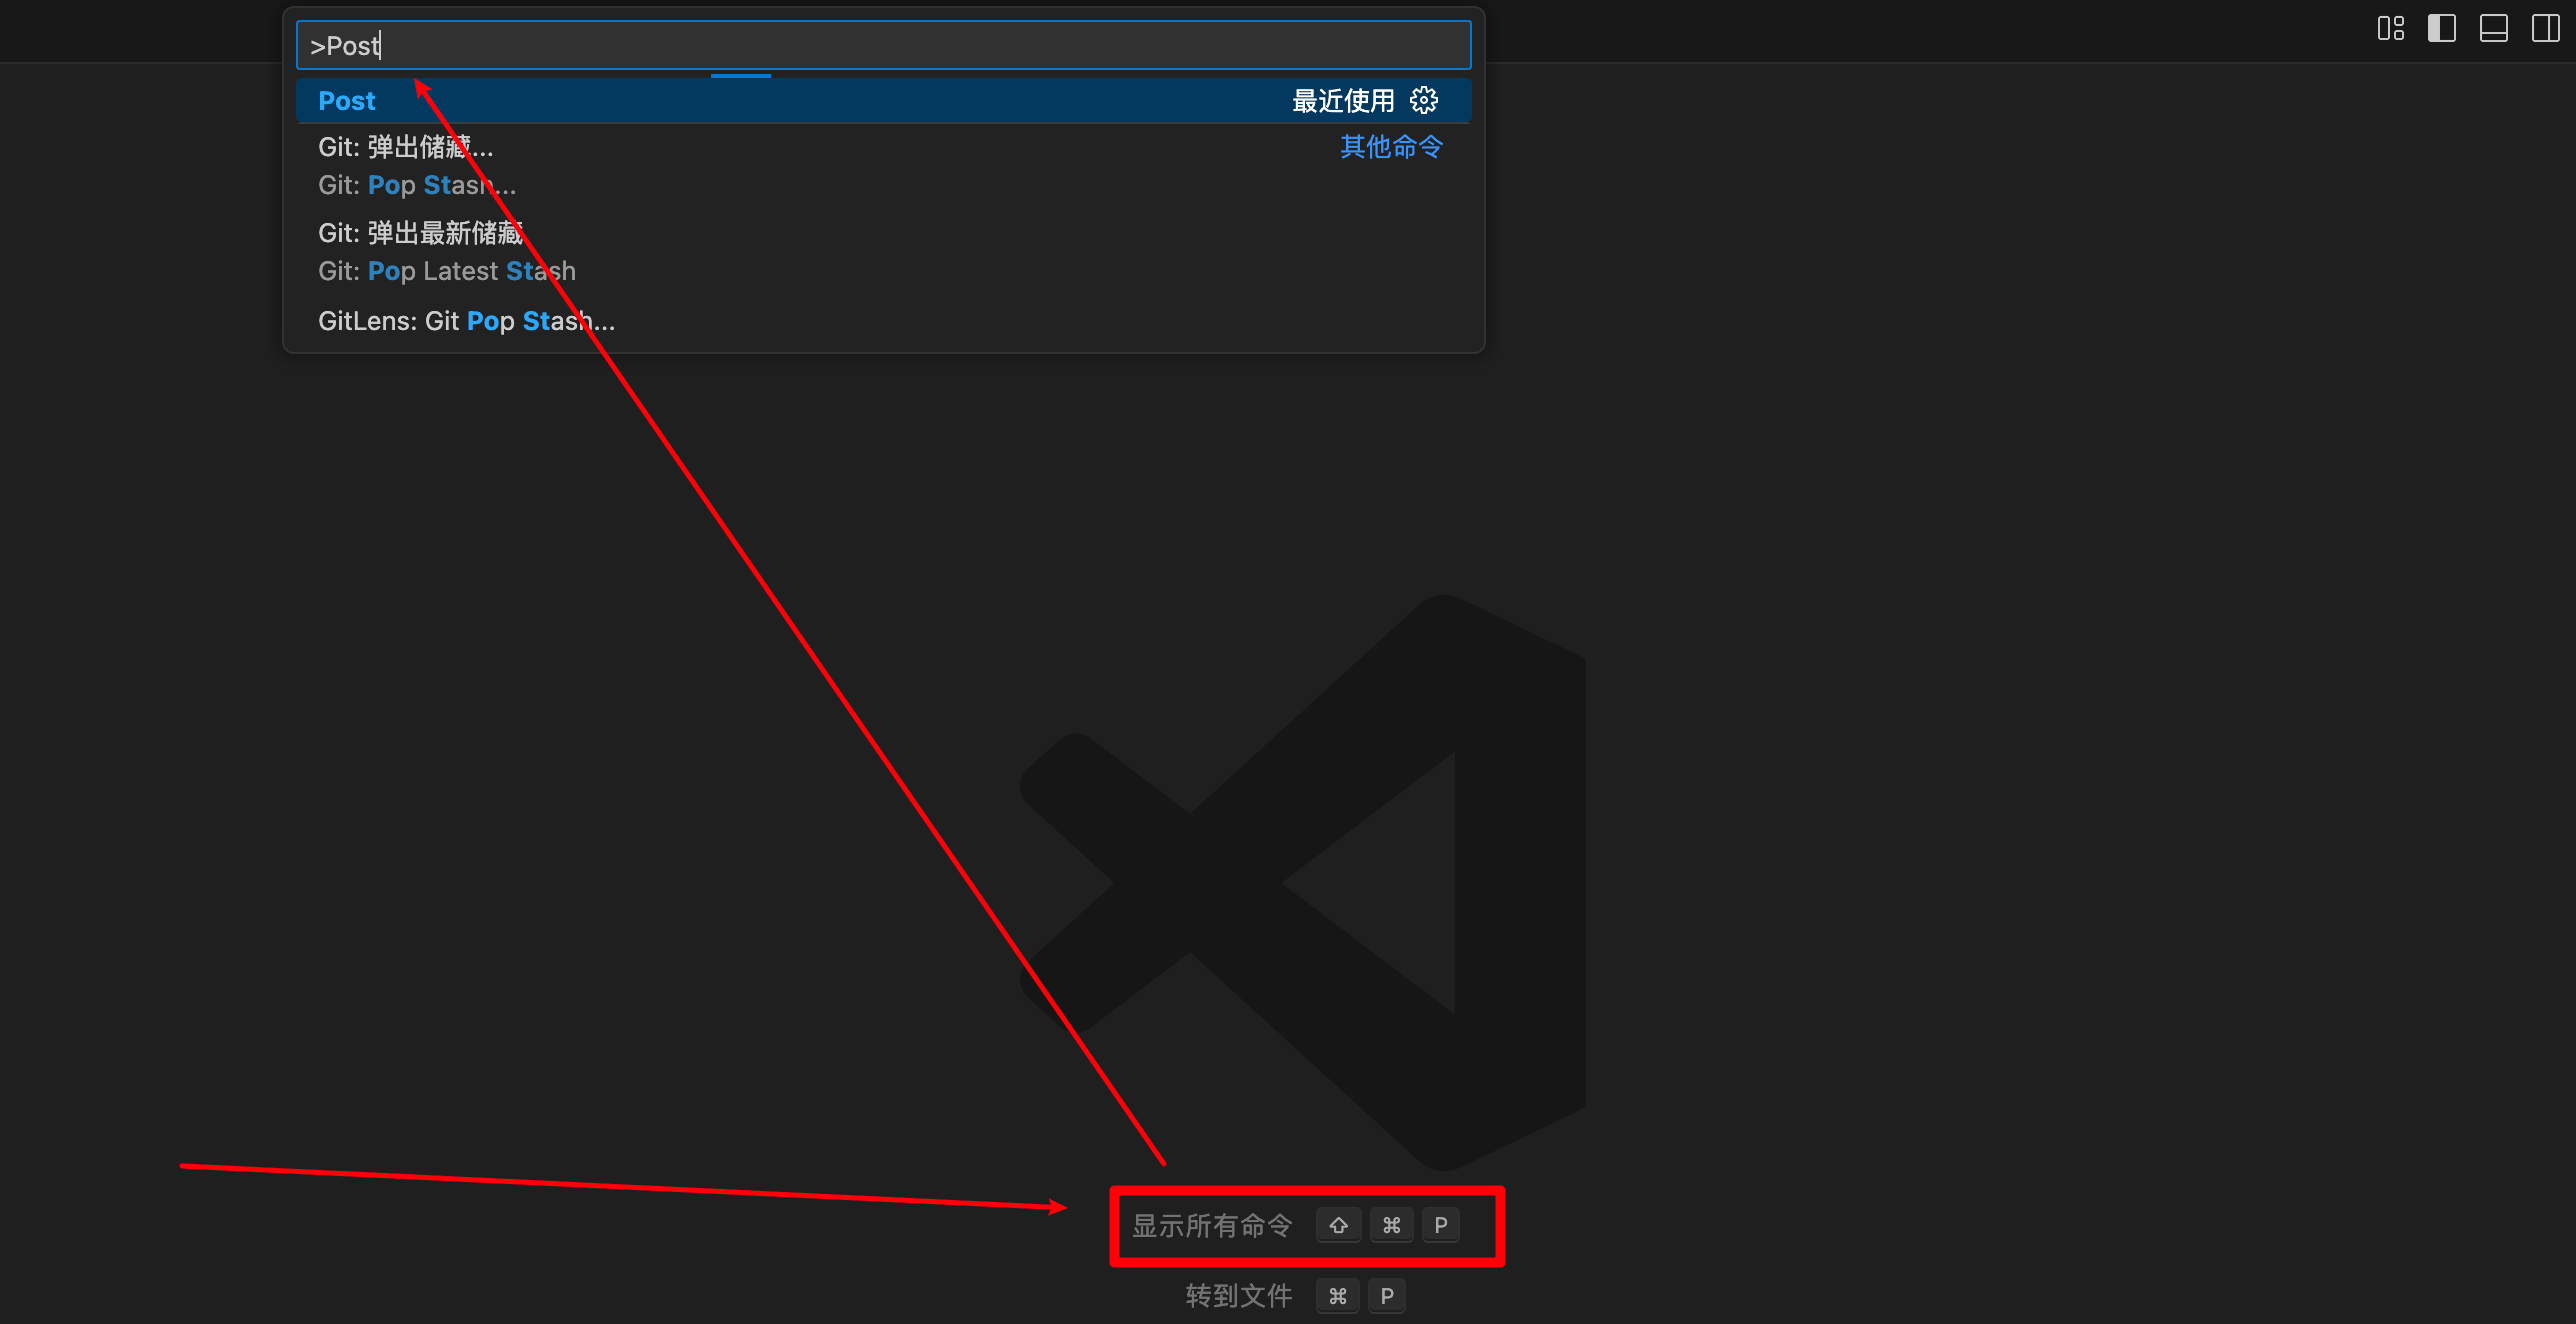 >Post
Post 最近使用
Git: 弹出储藏... 其他命令
Git: Pop Stash...
Git: 弹出最新储藏
Git: Pop Latest Stash
GitLens: Git Pop Stash...
显示所有命令 ⇧ ⌘ P
转到文件 ⌘ P